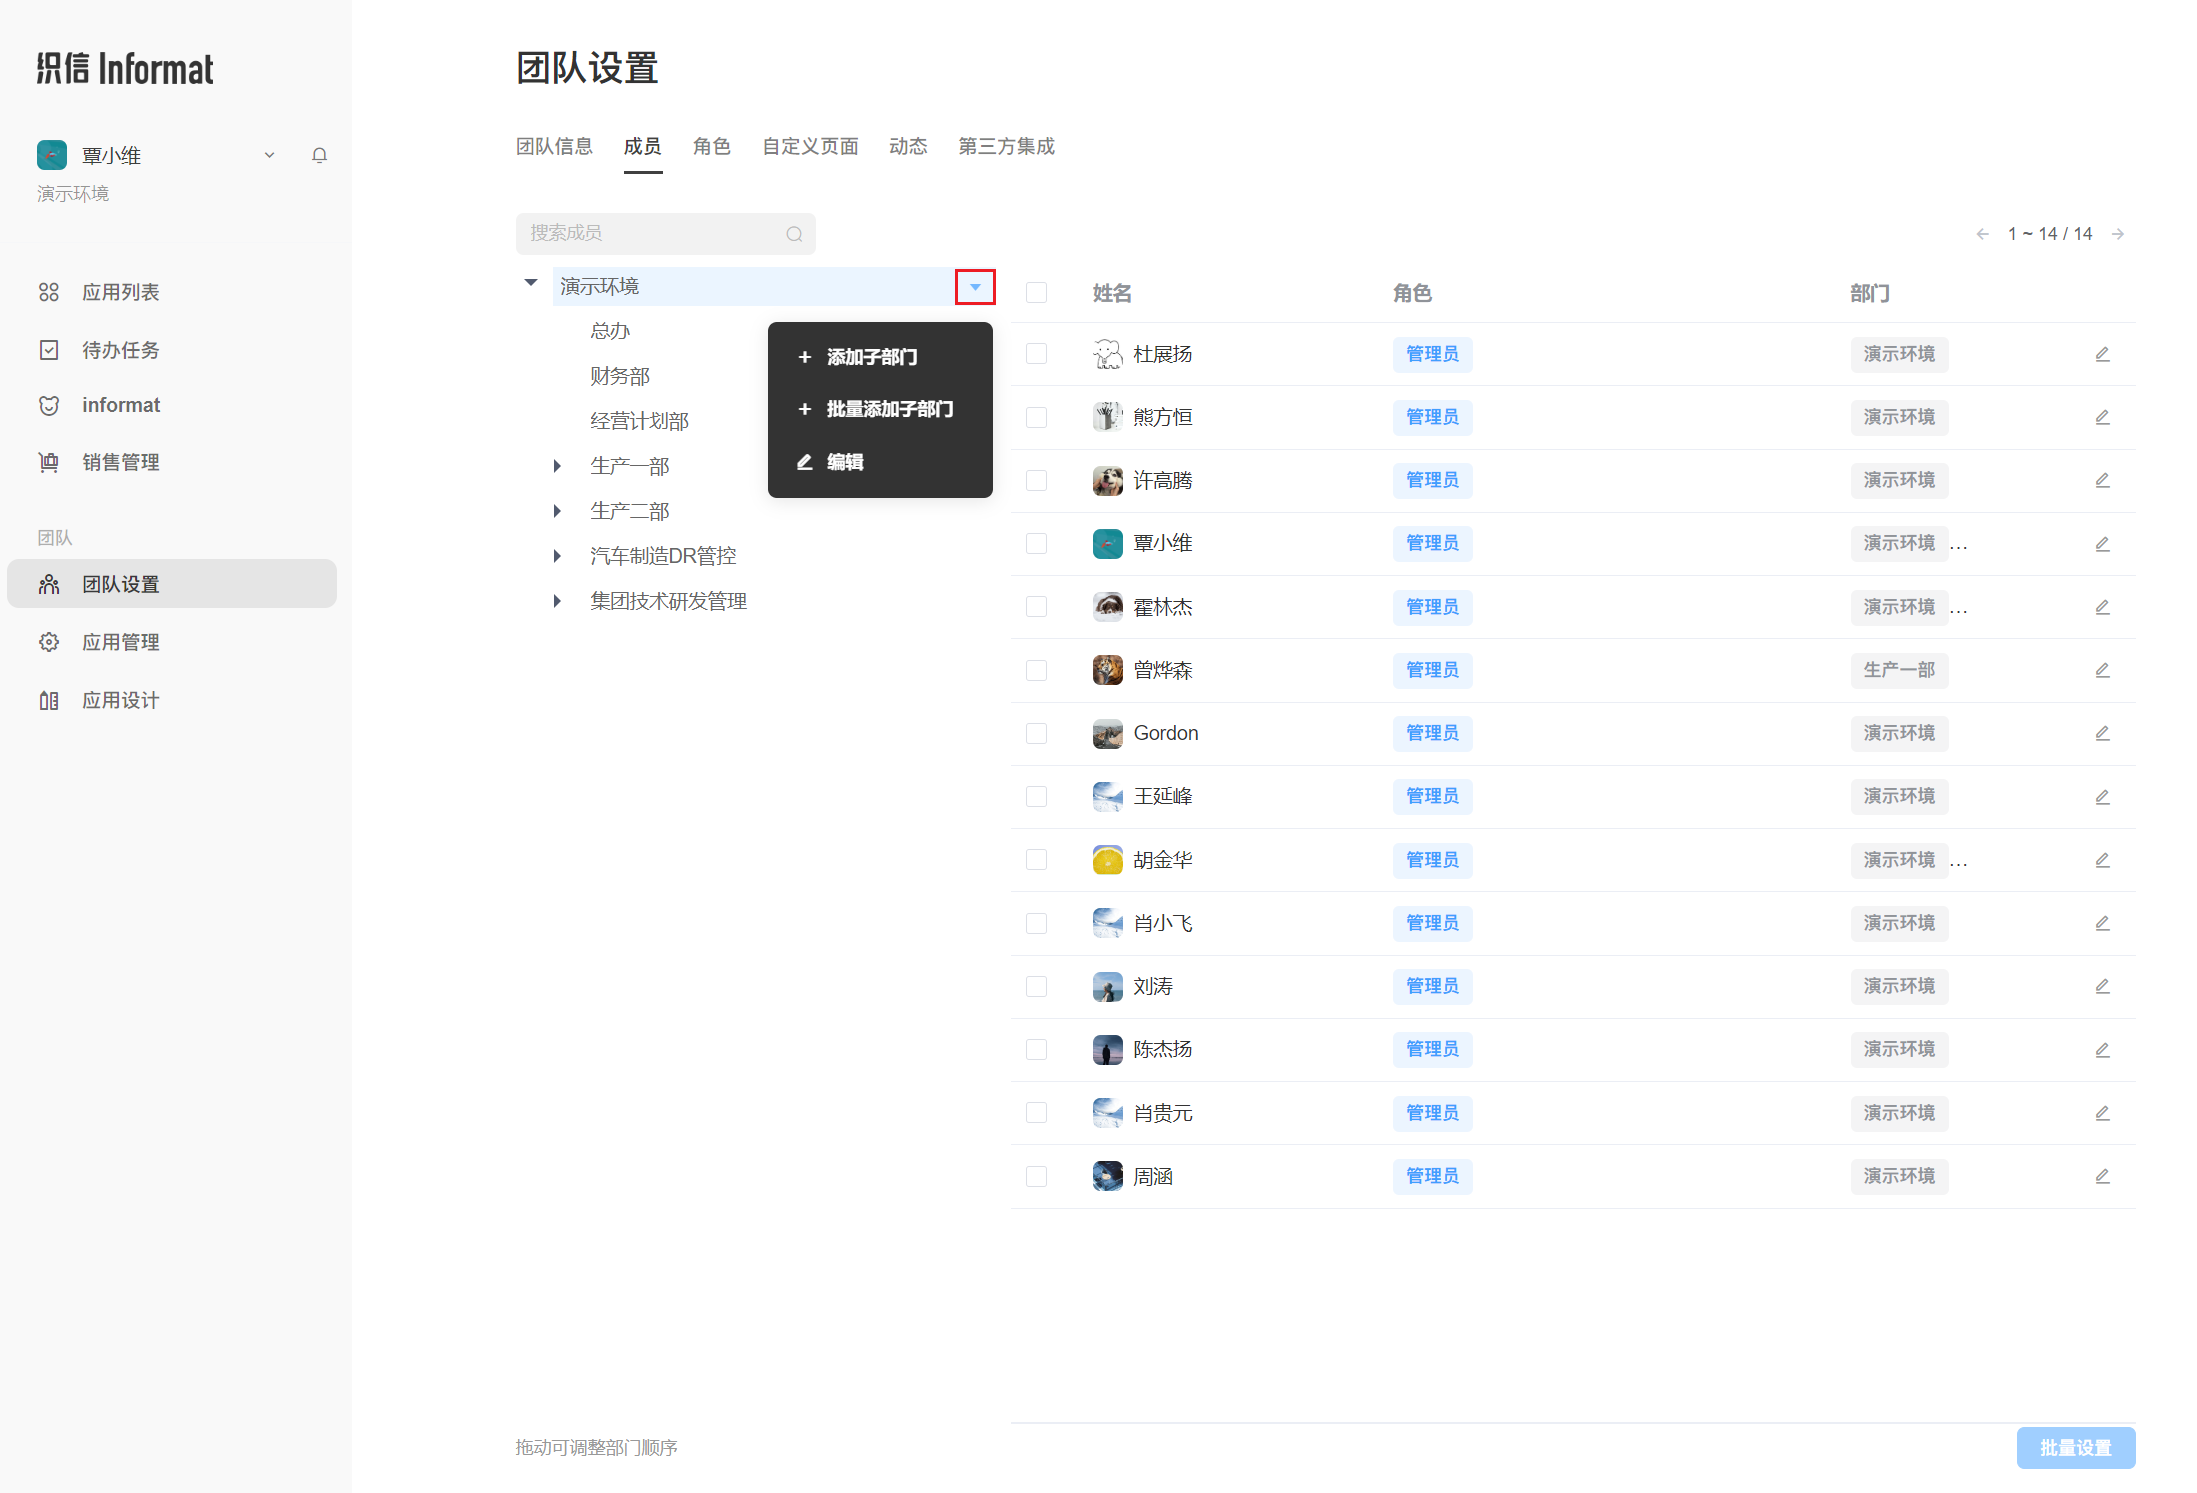 织信 Informat
覃小维
演示环境
应用列表
待办任务
informat
销售管理
团队
团队设置
应用管理
应用设计
团队设置
团队信息 成员 角色 自定义页面 动态 第三方集成
搜索成员
1 ~ 14 / 14
演示环境
总办
财务部
经营计划部
生产一部
生产二部
汽车制造DR管控
集团技术研发管理
添加子部门
批量添加子部门
编辑
姓名 角色 部门
杜展扬 管理员 演示环境
熊方恒 管理员 演示环境
许高腾 管理员 演示环境
覃小维 管理员 演示环境 ...
霍林杰 管理员 演示环境 ...
曾烨森 管理员 生产一部
Gordon 管理员 演示环境
王延峰 管理员 演示环境
胡金华 管理员 演示环境 ...
肖小飞 管理员 演示环境
刘涛 管理员 演示环境
陈杰扬 管理员 演示环境
肖贵元 管理员 演示环境
周涵 管理员 演示环境
拖动可调整部门顺序
批量设置